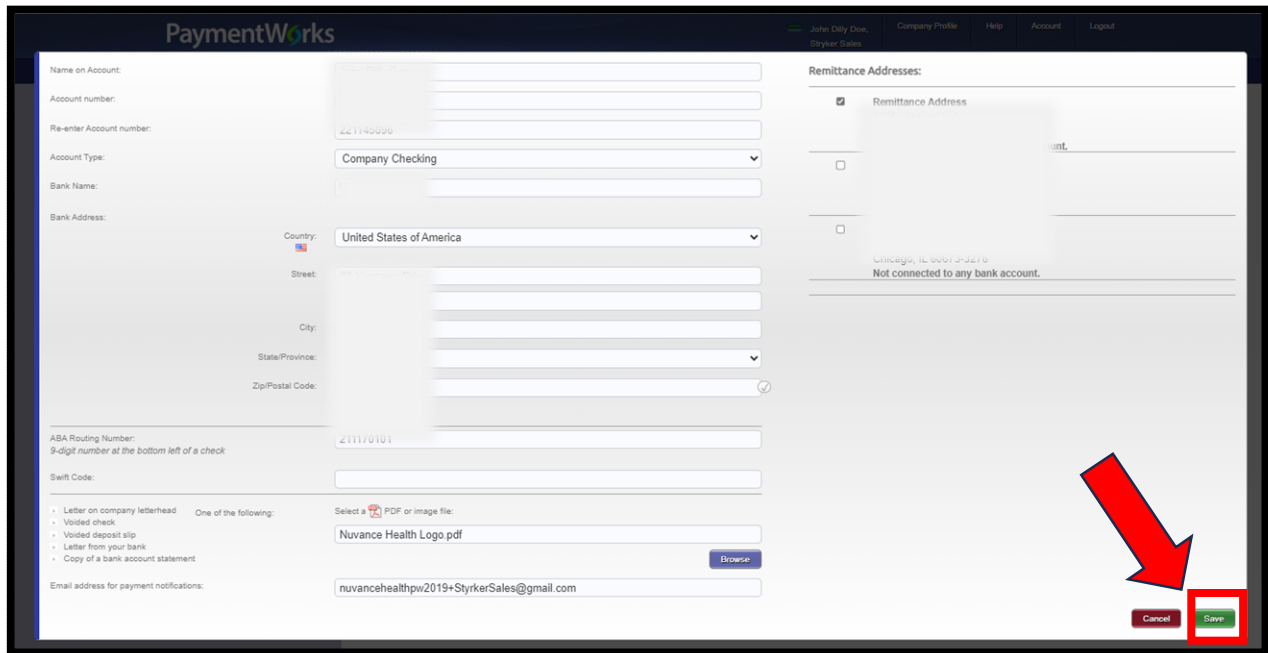 PaymentWorks
John Dilly Doe,
Stryker Sales
Company Profile
Help
Account
Logout
Name on Account:
Account number:
Re-enter Account number:
Account Type:
Company Checking
Bank Name:
Bank Address:
Country:
United States of America
Street:
City:
State/Province:
Zip/Postal Code:
ABA Routing Number:
9-digit number at the bottom left of a check
Swift Code:
Letter on company letterhead
Voided check
Voided deposit slip
Letter from your bank
Copy of a bank account statement
One of the following:
Select a PDF or image file:
Nuvance Health Logo.pdf
Browse
Email address for payment notifications:
nuvancehealthpw2019+StyrkerSales@gmail.com
Remittance Addresses:
Remittance Address
Not connected to any bank account.
Cancel
Save